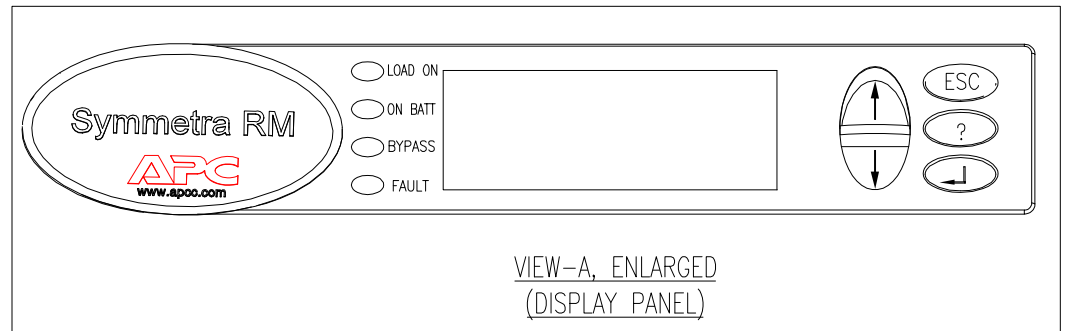 Symmetra RM
APC
www.apcc.com
LOAD ON
ON BATT
BYPASS
FAULT
ESC
?
VIEW-A, ENLARGED
(DISPLAY PANEL)